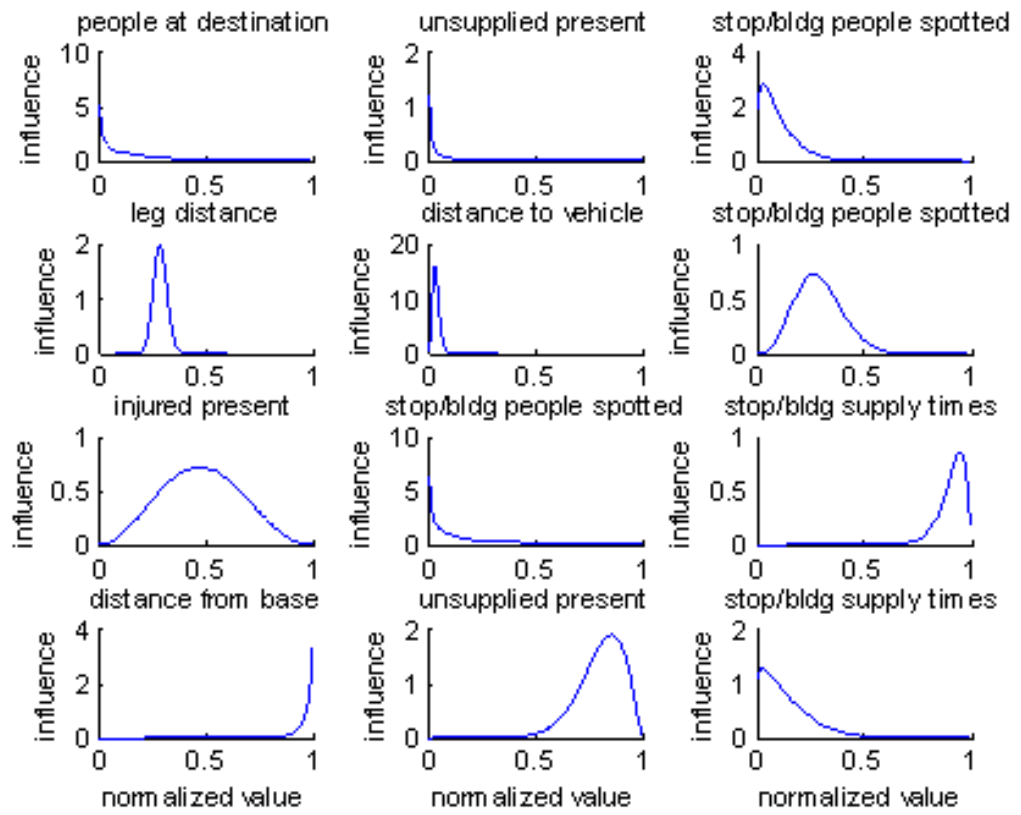 people at destination unsupplied present stop/bldg people spotted
10 2 4
influence 5 influence 1 influence 2
0 0 0
0 0.5 1 0 0.5 1 0 0.5 1
leg distance distance to vehicle stop/bldg people spotted
2 20 1
influence 1 influence 10 influence 0.5
0 0 0
0 0.5 1 0 0.5 1 0 0.5 1
injured present stop/bldg people spotted stop/bldg supply times
1 10 1
influence 0.5 influence 5 influence 0.5
0 0 0
0 0.5 1 0 0.5 1 0 0.5 1
distance from base unsupplied present stop/bldg supply times
4 2 2
influence 2 influence 1 influence 1
0 0 0
0 0.5 1 0 0.5 1 0 0.5 1
normalized value normalized value normalized value